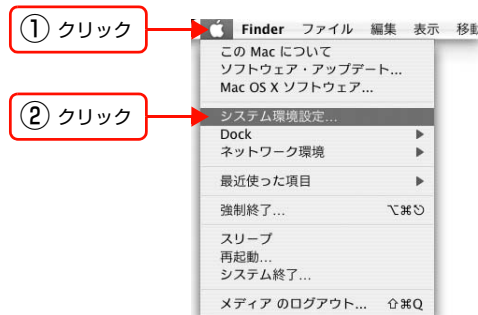 ① クリック
Finder ファイル 編集 表示 移動
この Mac について
ソフトウェア・アップデート...
Mac OS X ソフトウェア...
② クリック
システム環境設定...
Dock ▶
ネットワーク環境 ▶
最近使った項目 ▶
強制終了... ⌥⌘⎋
スリープ
再起動...
システム終了...
メディア のログアウト... ⇧⌘Q